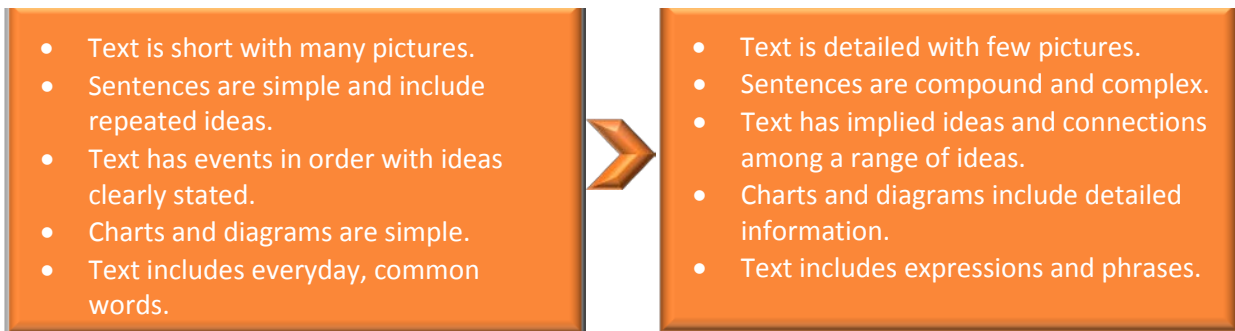 • Text is short with many pictures.
• Sentences are simple and include
repeated ideas.
• Text has events in order with ideas
clearly stated.
• Charts and diagrams are simple.
• Text includes everyday, common
words.
• Text is detailed with few pictures.
• Sentences are compound and complex.
• Text has implied ideas and connections
among a range of ideas.
• Charts and diagrams include detailed
information.
• Text includes expressions and phrases.